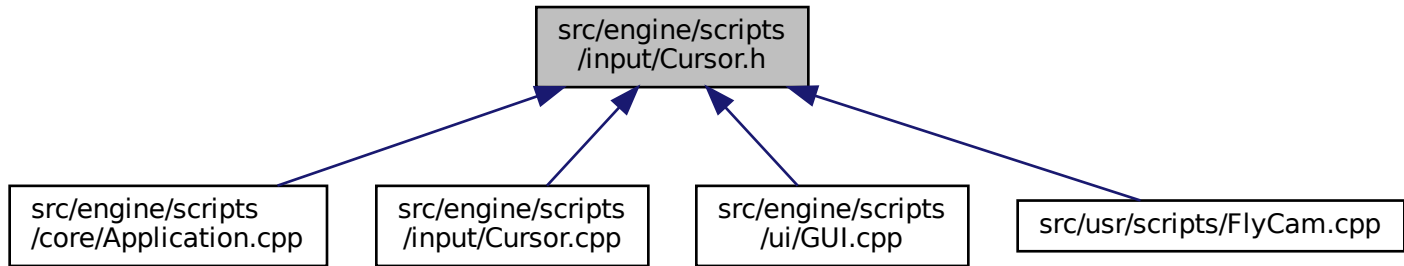 src/engine/scripts
/input/Cursor.h
src/engine/scripts
/core/Application.cpp
src/engine/scripts
/input/Cursor.cpp
src/engine/scripts
/ui/GUI.cpp
src/usr/scripts/FlyCam.cpp